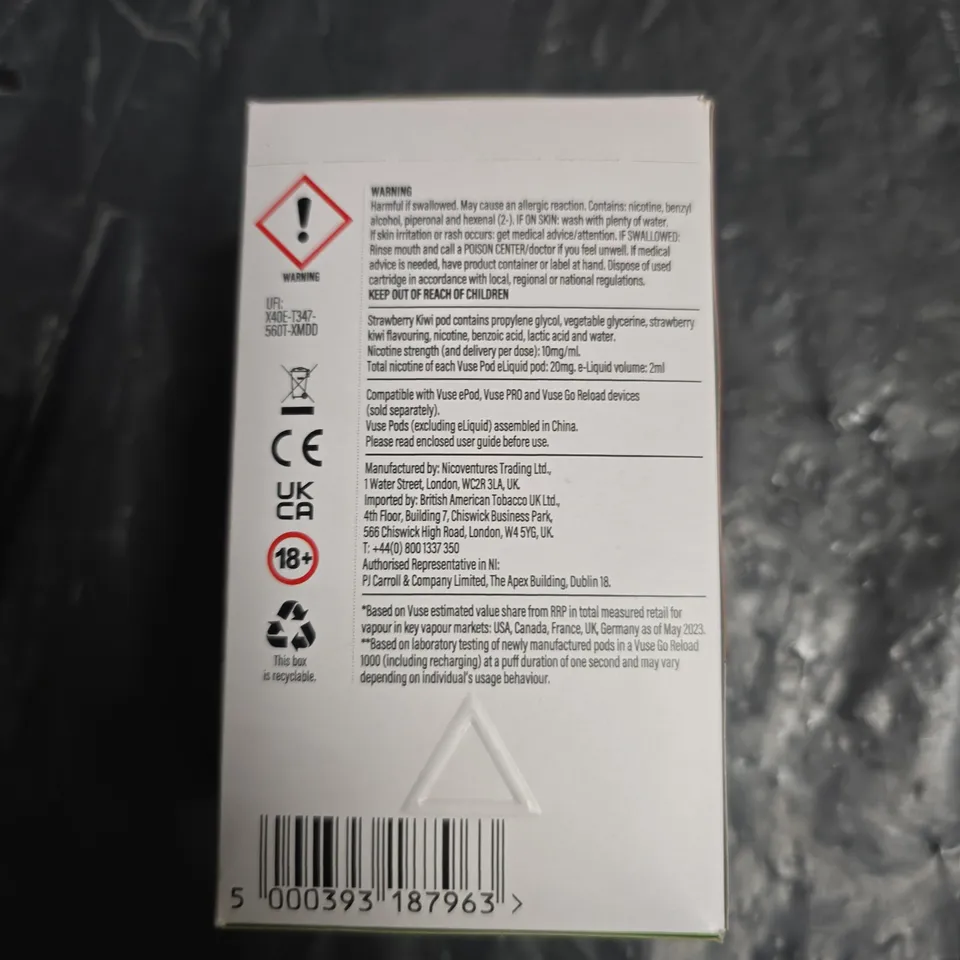 WARNING
Harmful if swallowed. May cause an allergic reaction. Contains: nicotine, benzyl
alcohol, piperonal and hexenal (2-). IF ON SKIN: wash with plenty of water.
If skin irritation or rash occurs: get medical advice/attention. IF SWALLOWED:
Rinse mouth and call a POISON CENTER/doctor if you feel unwell. If medical
advice is needed, have product container or label at hand. Dispose of used
cartridge in accordance with local, regional or national regulations.
KEEP OUT OF REACH OF CHILDREN
WARNING
UFI:
X40E-T347-
560T-XMDD
Strawberry Kiwi pod contains propylene glycol, vegetable glycerine, strawberry
kiwi flavouring, nicotine, benzoic acid, lactic acid and water.
Nicotine strength (and delivery per dose): 10mg/ml.
Total nicotine of each Vuse Pod eLiquid pod: 20mg. e-Liquid volume: 2ml
Compatible with Vuse ePod, Vuse PRO and Vuse Go Reload devices
(sold separately).
Vuse Pods (excluding eLiquid) assembled in China.
Please read enclosed user guide before use.
CE
UK
CA
18+
Manufactured by: Nicoventures Trading Ltd.,
1 Water Street, London, WC2R 3LA, UK.
Imported by: British American Tobacco UK Ltd.,
4th Floor, Building 7, Chiswick Business Park,
566 Chiswick High Road, London, W4 5YG, UK.
T: +44(0) 800 1337 350
Authorised Representative in NI:
PJ Carroll & Company Limited, The Apex Building, Dublin 18.
This box
is recyclable.
*Based on Vuse estimated value share from RRP in total measured retail for
vapour in key vapour markets: USA, Canada, France, UK, Germany as of May 2023.
**Based on laboratory testing of newly manufactured pods in a Vuse Go Reload
1000 (including recharging) at a puff duration of one second and may vary
depending on individual's usage behaviour.
5 000393 187963 >